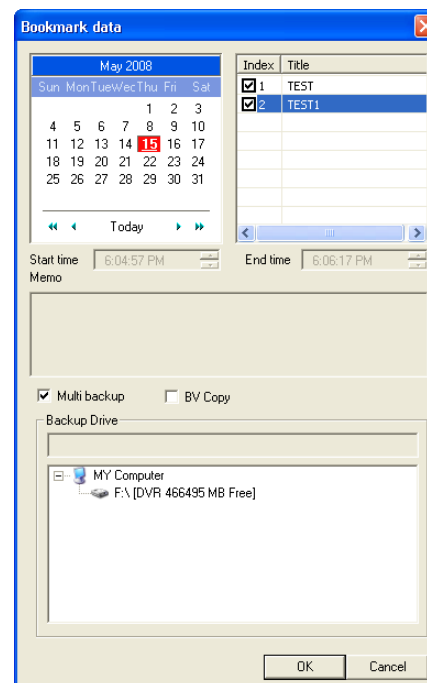 Bookmark data
May 2008
Sun Mon Tue Wed Thu Fri Sat
1 2 3
4 5 6 7 8 9 10
11 12 13 14 15 16 17
18 19 20 21 22 23 24
25 26 27 28 29 30 31
Today
Index Title
1 TEST
2 TEST1
Start time 6:04:57 PM End time 6:06:17 PM
Memo
Multi backup BV Copy
Backup Drive
MY Computer
F:\ [DVR 466495 MB Free]
OK Cancel